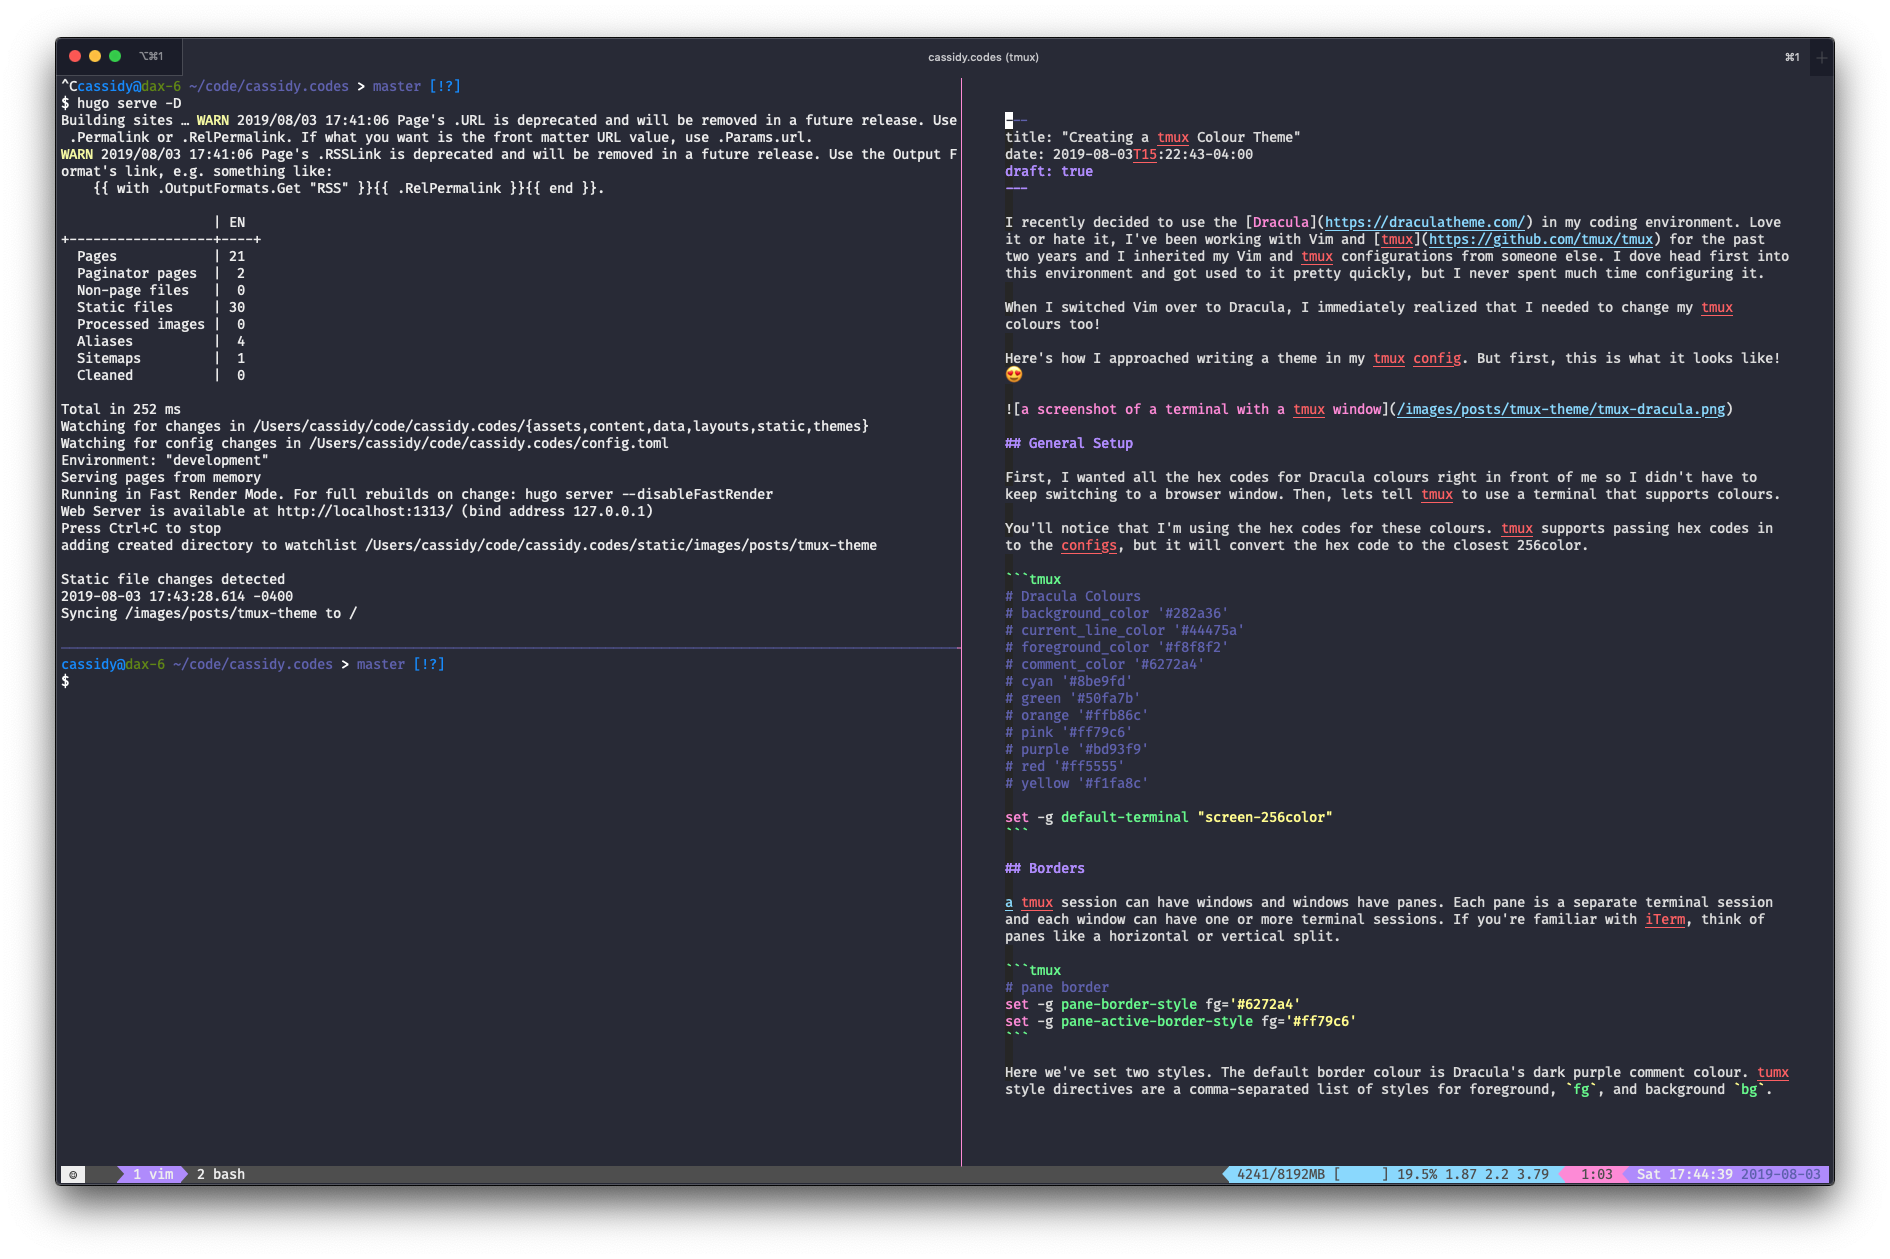 ⌥⌘1
cassidy.codes (tmux)
⌘1
^Ccassidy@dax-6 ~/code/cassidy.codes > master [!?]
$ hugo serve -D
Building sites … WARN 2019/08/03 17:41:06 Page's .URL is deprecated and will be removed in a future release. Use
.Permalink or .RelPermalink. If what you want is the front matter URL value, use .Params.url.
WARN 2019/08/03 17:41:06 Page's .RSSLink is deprecated and will be removed in a future release. Use the Output F
ormat's link, e.g. something like:
    {{ with .OutputFormats.Get "RSS" }}{{ .RelPermalink }}{{ end }}.
                   | EN
+------------------+----+
  Pages            | 21
  Paginator pages  |  2
  Non-page files   |  0
  Static files     | 30
  Processed images |  0
  Aliases          |  4
  Sitemaps         |  1
  Cleaned          |  0
Total in 252 ms
Watching for changes in /Users/cassidy/code/cassidy.codes/{assets,content,data,layouts,static,themes}
Watching for config changes in /Users/cassidy/code/cassidy.codes/config.toml
Environment: "development"
Serving pages from memory
Running in Fast Render Mode. For full rebuilds on change: hugo server --disableFastRender
Web Server is available at http://localhost:1313/ (bind address 127.0.0.1)
Press Ctrl+C to stop
adding created directory to watchlist /Users/cassidy/code/cassidy.codes/static/images/posts/tmux-theme
Static file changes detected
2019-08-03 17:43:28.614 -0400
Syncing /images/posts/tmux-theme to /
cassidy@dax-6 ~/code/cassidy.codes > master [!?]
$
---
title: "Creating a tmux Colour Theme"
date: 2019-08-03T15:22:43-04:00
draft: true
---
I recently decided to use the [Dracula](https://draculatheme.com/) in my coding environment. Love
it or hate it, I've been working with Vim and [tmux](https://github.com/tmux/tmux) for the past
two years and I inherited my Vim and tmux configurations from someone else. I dove head first into
this environment and got used to it pretty quickly, but I never spent much time configuring it.
When I switched Vim over to Dracula, I immediately realized that I needed to change my tmux
colours too!
Here's how I approached writing a theme in my tmux config. But first, this is what it looks like!
😍
![a screenshot of a terminal with a tmux window](/images/posts/tmux-theme/tmux-dracula.png)
## General Setup
First, I wanted all the hex codes for Dracula colours right in front of me so I didn't have to
keep switching to a browser window. Then, lets tell tmux to use a terminal that supports colours.
You'll notice that I'm using the hex codes for these colours. tmux supports passing hex codes in
to the configs, but it will convert the hex code to the closest 256color.
```tmux
# Dracula Colours
# background_color '#282a36'
# current_line_color '#44475a'
# foreground_color '#f8f8f2'
# comment_color '#6272a4'
# cyan '#8be9fd'
# green '#50fa7b'
# orange '#ffb86c'
# pink '#ff79c6'
# purple '#bd93f9'
# red '#ff5555'
# yellow '#f1fa8c'
set -g default-terminal "screen-256color"
```
## Borders
a tmux session can have windows and windows have panes. Each pane is a separate terminal session
and each window can have one or more terminal sessions. If you're familiar with iTerm, think of
panes like a horizontal or vertical split.
```tmux
# pane border
set -g pane-border-style fg='#6272a4'
set -g pane-active-border-style fg='#ff79c6'
```
Here we've set two styles. The default border colour is Dracula's dark purple comment colour. tumx
style directives are a comma-separated list of styles for foreground, `fg`, and background `bg`.
☺ 1 vim 2 bash 4241/8192MB [     ] 19.5% 1.87 2.2 3.79 1:03 Sat 17:44:39 2019-08-03